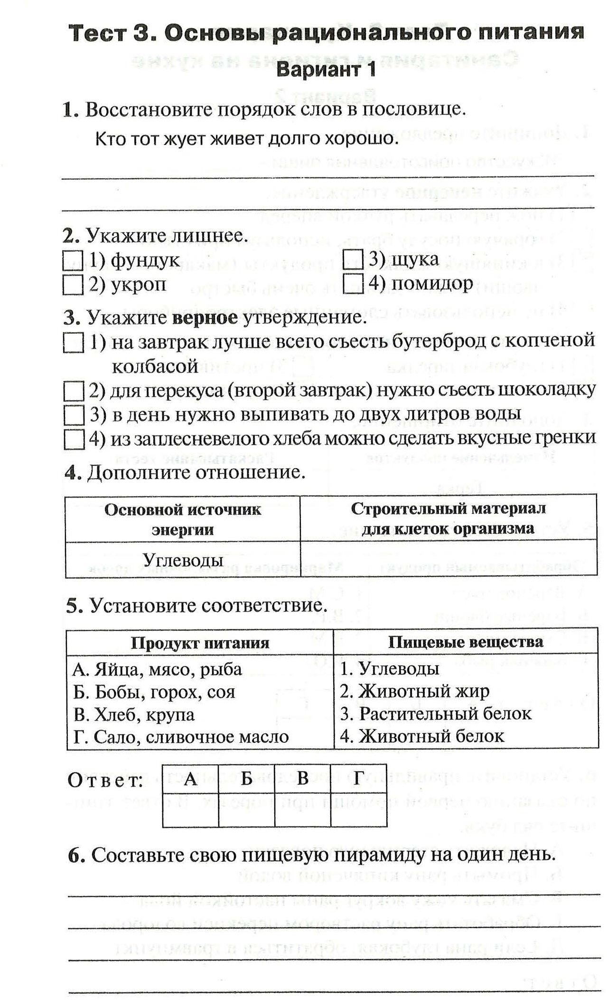 Тест 3. Основы рационального питания
Вариант 1
1. Восстановите порядок слов в пословице.
Кто тот жует живет долго хорошо.
2. Укажите лишнее.
1) фундук
3) щука
2) укроп
4) помидор
3. Укажите верное утверждение.
1) на завтрак лучше всего съесть бутерброд с копченой
колбасой
2) для перекуса (второй завтрак) нужно съесть шоколадку
3) в день нужно выпивать до двух литров воды
4) из заплесневелого хлеба можно сделать вкусные гренки
4. Дополните отношение.
Основной источник
энергии
Строительный материал
для клеток организма
Углеводы
5. Установите соответствие.
Продукт питания
Пищевые вещества
А. Яйца, мясо, рыба
1. Углеводы
Б. Бобы, горох, соя
2. Животный жир
В. Хлеб, крупа
3. Растительный белок
Г. Сало, сливочное масло
4. Животный белок
Ответ:
А
Б
В
Г
6. Составьте свою пищевую пирамиду на один день.